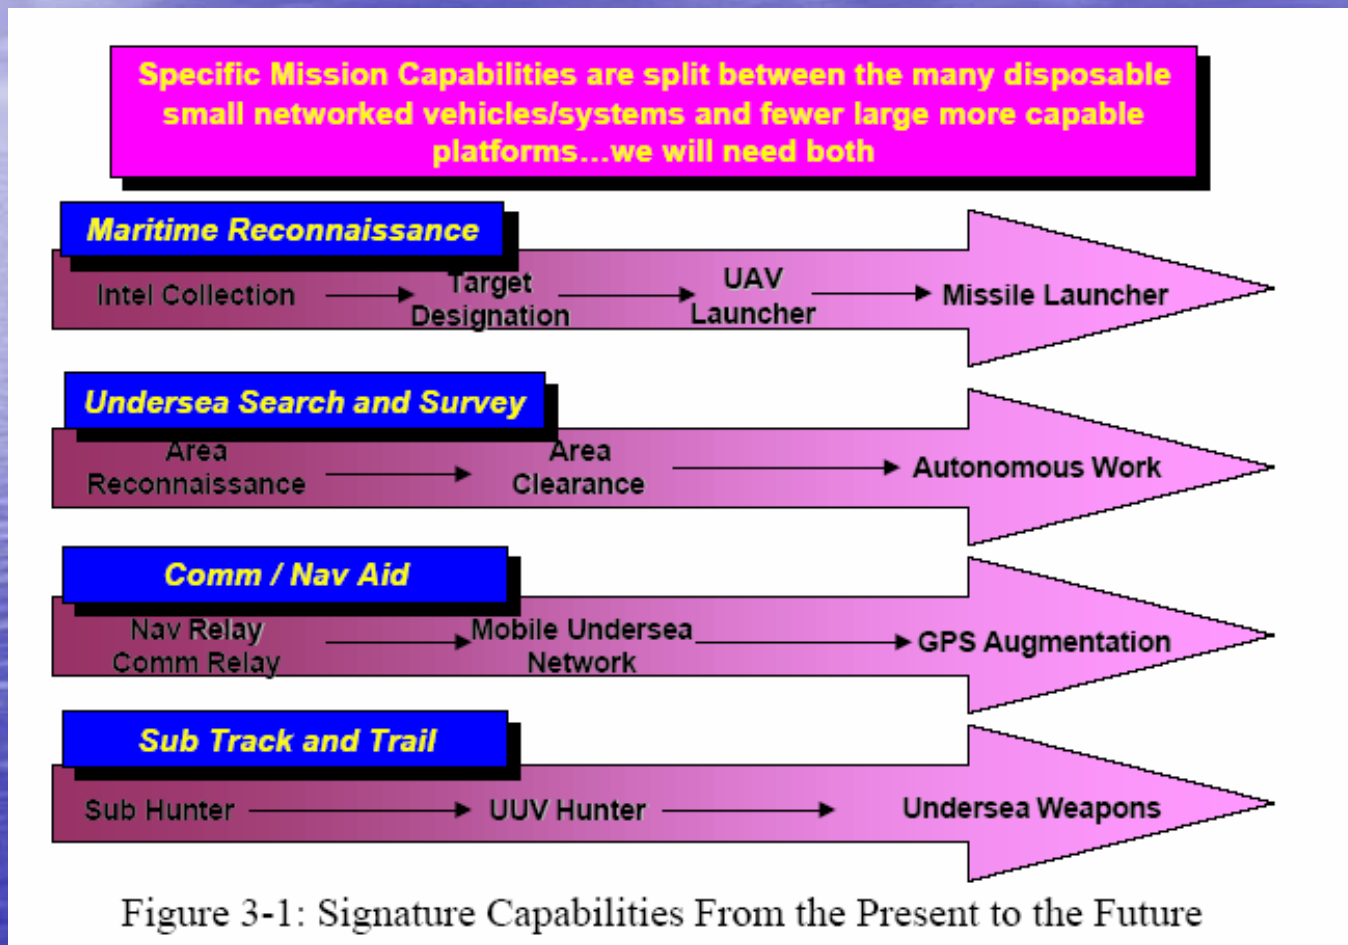 Specific Mission Capabilities are split between the many disposable
small networked vehicles/systems and fewer large more capable
platforms...we will need both
Maritime Reconnaissance
Intel Collection
Target
Designation
UAV
Launcher
Missile Launcher
Undersea Search and Survey
Area
Reconnaissance
Area
Clearance
Autonomous Work
Comm / Nav Aid
Nav Relay
Comm Relay
Mobile Undersea
Network
GPS Augmentation
Sub Track and Trail
Sub Hunter
UUV Hunter
Undersea Weapons
Figure 3-1: Signature Capabilities From the Present to the Future